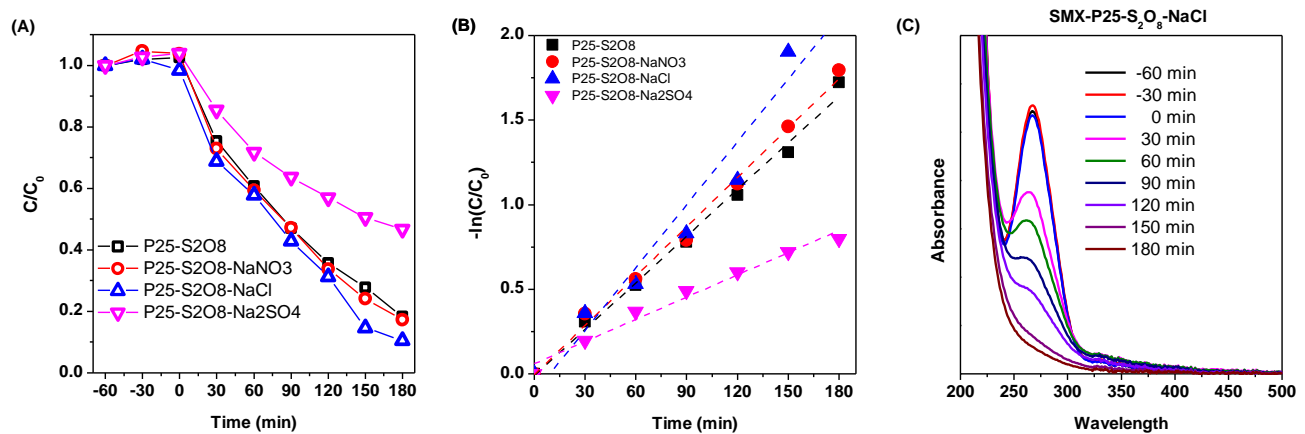 (A)
C/C0
1.0
0.8
0.6
0.4
0.2
0.0
P25-S2O8
P25-S2O8-NaNO3
P25-S2O8-NaCl
P25-S2O8-Na2SO4
-60 -30 0 30 60 90 120 150 180
Time (min)
(B)
-ln(C/C0)
2.0
1.5
1.0
0.5
0.0
P25-S2O8
P25-S2O8-NaNO3
P25-S2O8-NaCl
P25-S2O8-Na2SO4
0 30 60 90 120 150 180
Time (min)
(C)
SMX-P25-S2O8-NaCl
Absorbance
-60 min
-30 min
0 min
30 min
60 min
90 min
120 min
150 min
180 min
200 250 300 350 400 450 500
Wavelength